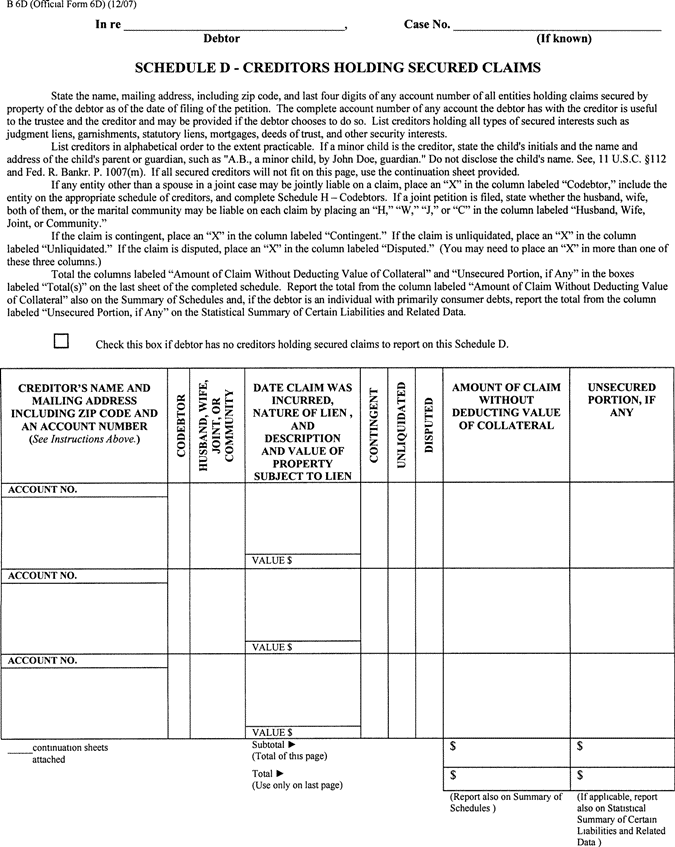 B 6D (Official Form 6D) (12/07)
In re ____________________________________, Case No. __________________________________
Debtor (If known)
SCHEDULE D - CREDITORS HOLDING SECURED CLAIMS
State the name, mailing address, including zip code, and last four digits of any account number of all entities holding claims secured by
property of the debtor as of the date of filing of the petition. The complete account number of any account the debtor has with the creditor is useful
to the trustee and the creditor and may be provided if the debtor chooses to do so. List creditors holding all types of secured interests such as
judgment liens, garnishments, statutory liens, mortgages, deeds of trust, and other security interests.
List creditors in alphabetical order to the extent practicable. If a minor child is the creditor, state the child's initials and the name and
address of the child's parent or guardian, such as "A.B., a minor child, by John Doe, guardian." Do not disclose the child's name. See, 11 U.S.C. §112
and Fed. R. Bankr. P. 1007(m). If all secured creditors will not fit on this page, use the continuation sheet provided.
If any entity other than a spouse in a joint case may be jointly liable on a claim, place an “X” in the column labeled “Codebtor,” include the
entity on the appropriate schedule of creditors, and complete Schedule H – Codebtors. If a joint petition is filed, state whether the husband, wife,
both of them, or the marital community may be liable on each claim by placing an “H,” “W,” “J,” or “C” in the column labeled “Husband, Wife,
Joint, or Community.”
If the claim is contingent, place an “X” in the column labeled “Contingent.” If the claim is unliquidated, place an “X” in the column
labeled “Unliquidated.” If the claim is disputed, place an “X” in the column labeled “Disputed.” (You may need to place an “X” in more than one of
these three columns.)
Total the columns labeled “Amount of Claim Without Deducting Value of Collateral” and “Unsecured Portion, if Any” in the boxes
labeled “Total(s)” on the last sheet of the completed schedule. Report the total from the column labeled “Amount of Claim Without Deducting Value
of Collateral” also on the Summary of Schedules and, if the debtor is an individual with primarily consumer debts, report the total from the column
labeled “Unsecured Portion, if Any” on the Statistical Summary of Certain Liabilities and Related Data.
Check this box if debtor has no creditors holding secured claims to report on this Schedule D.
CREDITOR'S NAME AND
MAILING ADDRESS
INCLUDING ZIP CODE AND
AN ACCOUNT NUMBER
(See Instructions Above.)
CODEBTOR
HUSBAND, WIFE,
JOINT, OR
COMMUNITY
DATE CLAIM WAS
INCURRED,
NATURE OF LIEN ,
AND
DESCRIPTION
AND VALUE OF
PROPERTY
SUBJECT TO LIEN
CONTINGENT
UNLIQUIDATED
DISPUTED
AMOUNT OF CLAIM
WITHOUT
DEDUCTING VALUE
OF COLLATERAL
UNSECURED
PORTION, IF
ANY
ACCOUNT NO.
VALUE $
ACCOUNT NO.
VALUE $
ACCOUNT NO.
VALUE $
_____continuation sheets
attached
Subtotal ►
(Total of this page)
$
$
Total ►
(Use only on last page)
$
$
(Report also on Summary of
Schedules )
(If applicable, report
also on Statistical
Summary of Certain
Liabilities and Related
Data )